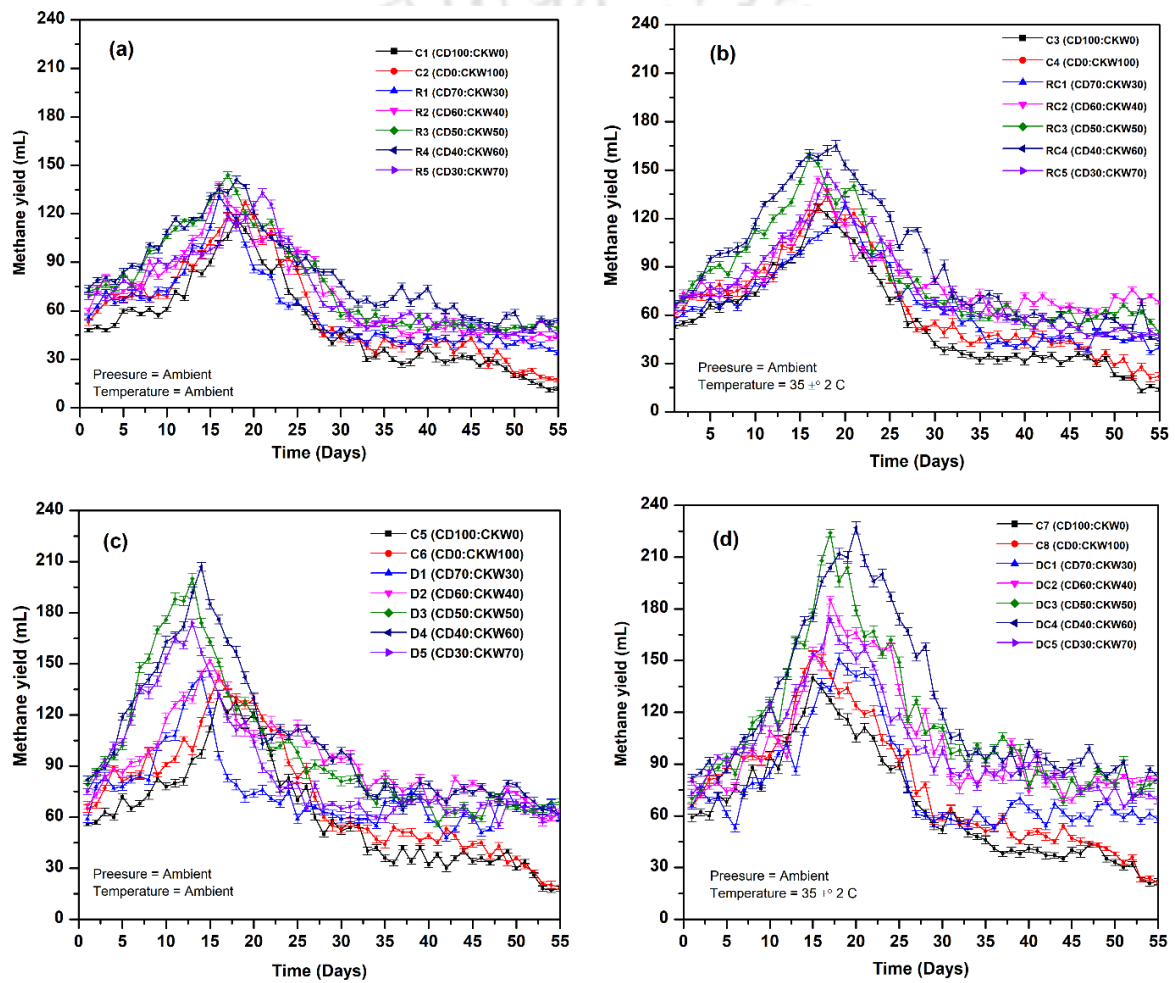 (a)
C1 (CD100:CKW0)
C2 (CD0:CKW100)
R1 (CD70:CKW30)
R2 (CD60:CKW40)
R3 (CD50:CKW50)
R4 (CD40:CKW60)
R5 (CD30:CKW70)
Preesure = Ambient
Temperature = Ambient
Methane yield (mL)
240
210
180
150
120
90
60
30
0
0 5 10 15 20 25 30 35 40 45 50 55
Time (Days)
(b)
C3 (CD100:CKW0)
C4 (CD0:CKW100)
RC1 (CD70:CKW30)
RC2 (CD60:CKW40)
RC3 (CD50:CKW50)
RC4 (CD40:CKW60)
RC5 (CD30:CKW70)
Preesure = Ambient
Temperature = 35 +° 2 C
Methane yield (mL)
240
210
180
150
120
90
60
30
0
5 10 15 20 25 30 35 40 45 50 55
Time (Days)
(c)
C5 (CD100:CKW0)
C6 (CD0:CKW100)
D1 (CD70:CKW30)
D2 (CD60:CKW40)
D3 (CD50:CKW50)
D4 (CD40:CKW60)
D5 (CD30:CKW70)
Preesure = Ambient
Temperature = Ambient
Methane yield (mL)
240
210
180
150
120
90
60
30
0
0 5 10 15 20 25 30 35 40 45 50 55
Time (Days)
(d)
C7 (CD100:CKW0)
C8 (CD0:CKW100)
DC1 (CD70:CKW30)
DC2 (CD60:CKW40)
DC3 (CD50:CKW50)
DC4 (CD40:CKW60)
DC5 (CD30:CKW70)
Preesure = Ambient
Temperature = 35 +° 2 C
Methane yield (mL)
240
210
180
150
120
90
60
30
0
0 5 10 15 20 25 30 35 40 45 50 55
Time (Days)